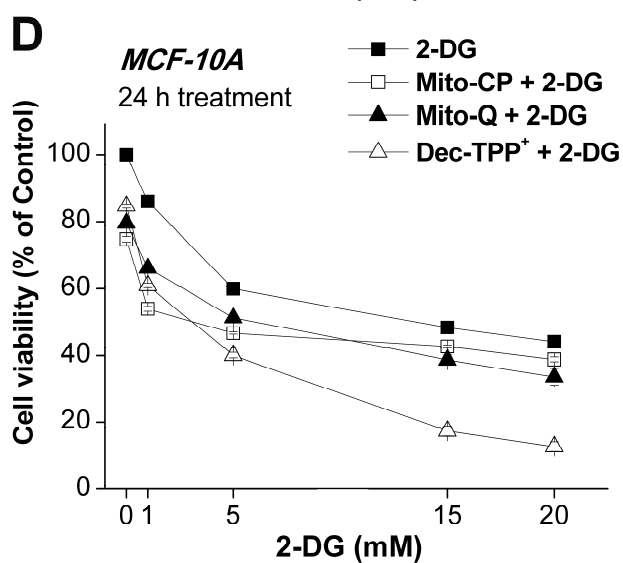 D
MCF-10A
24 h treatment
2-DG
Mito-CP + 2-DG
Mito-Q + 2-DG
Dec-TPP⁺ + 2-DG
Cell viability (% of Control)
100
80
60
40
20
0
0 1 5 15 20
2-DG (mM)